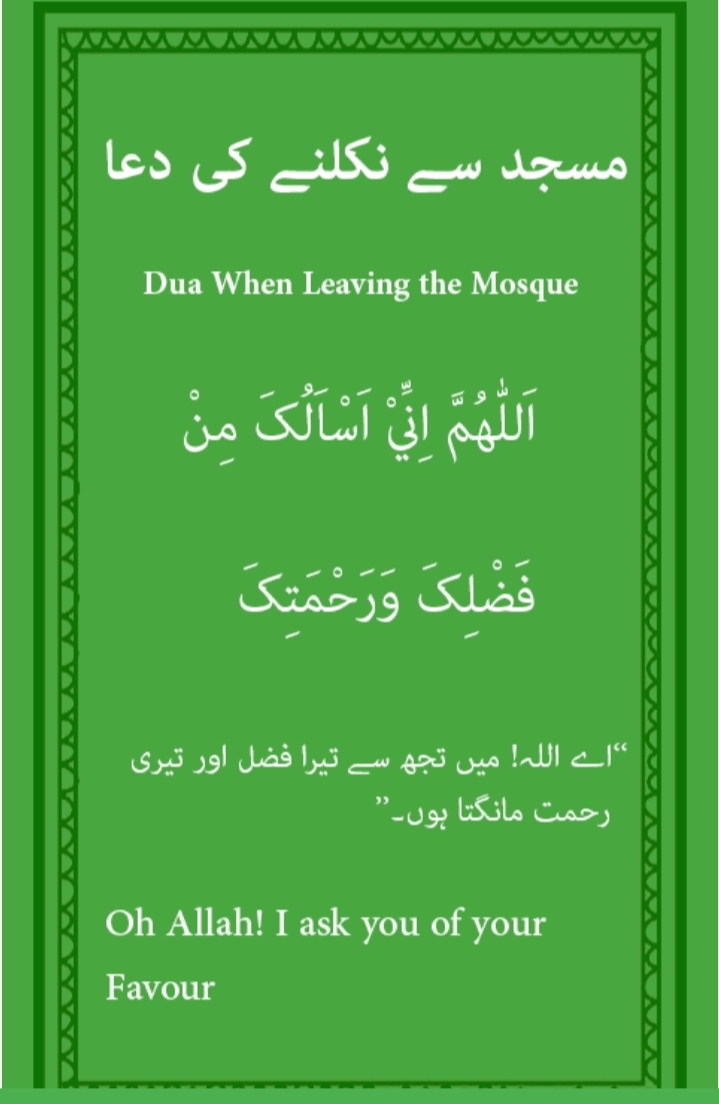 مسجد سے نکلنے کی دعا
Dua When Leaving the Mosque
اَللّٰهُمَّ اِنِّيْ اَسْاَلُکَ مِنْ
فَضْلِکَ وَرَحْمَتِکَ
“اے اللہ! میں تجھ سے تیرا فضل اور تیری
رحمت مانگتا ہوں۔”
Oh Allah! I ask you of your
Favour